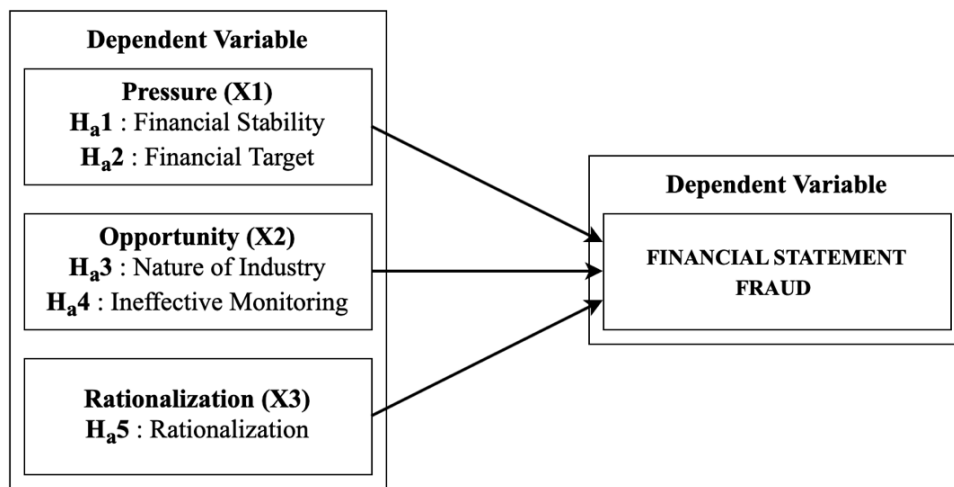 Dependent Variable
Pressure (X1)
Hₐ1 : Financial Stability
Hₐ2 : Financial Target
Opportunity (X2)
Hₐ3 : Nature of Industry
Hₐ4 : Ineffective Monitoring
Rationalization (X3)
Hₐ5 : Rationalization
Dependent Variable
FINANCIAL STATEMENT
FRAUD